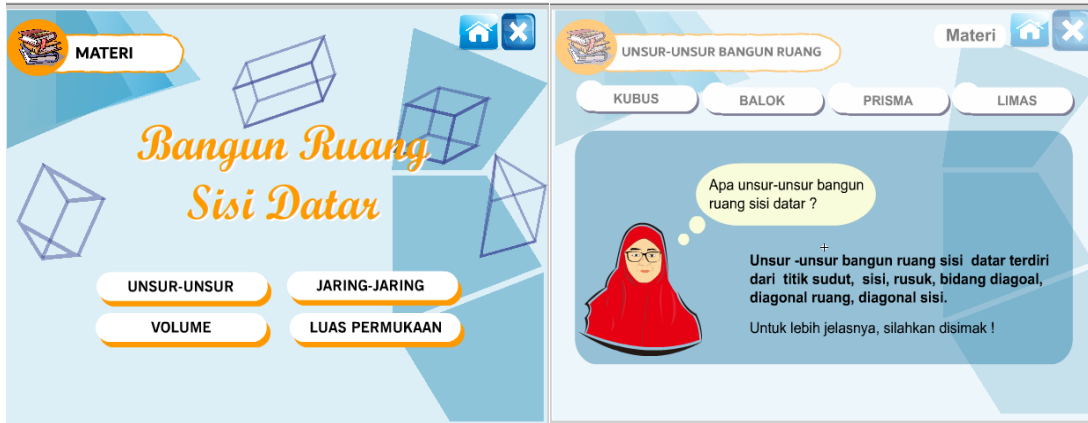 MATERI
Bangun Ruang
Sisi Datar
UNSUR-UNSUR
JARING-JARING
VOLUME
LUAS PERMUKAAN
UNSUR-UNSUR BANGUN RUANG
Materi
KUBUS
BALOK
PRISMA
LIMAS
Apa unsur-unsur bangun
ruang sisi datar ?
Unsur -unsur bangun ruang sisi datar terdiri
dari titik sudut, sisi, rusuk, bidang diagoal,
diagonal ruang, diagonal sisi.
Untuk lebih jelasnya, silahkan disimak !